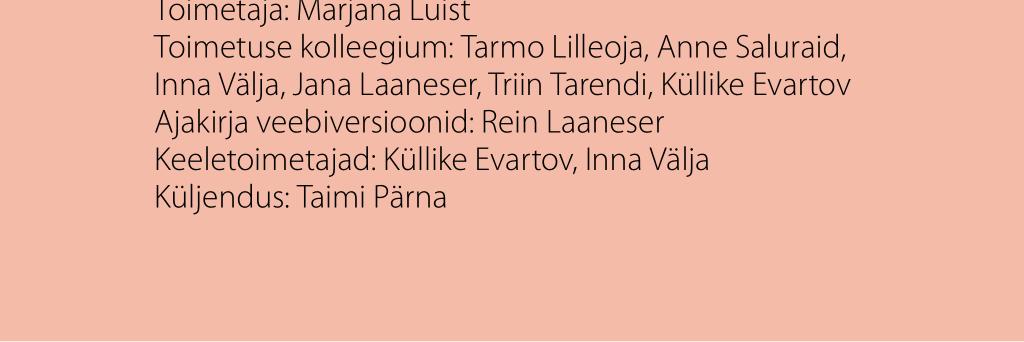 Toimetaja: Marjana Luist
Toimetuse kolleegium: Tarmo Lilleoja, Anne Saluraid,
Inna Välja, Jana Laaneser, Triin Tarendi, Küllike Evartov
Ajakirja veebiversioonid: Rein Laaneser
Keeletoimetajad: Küllike Evartov, Inna Välja
Küljendus: Taimi Pärna